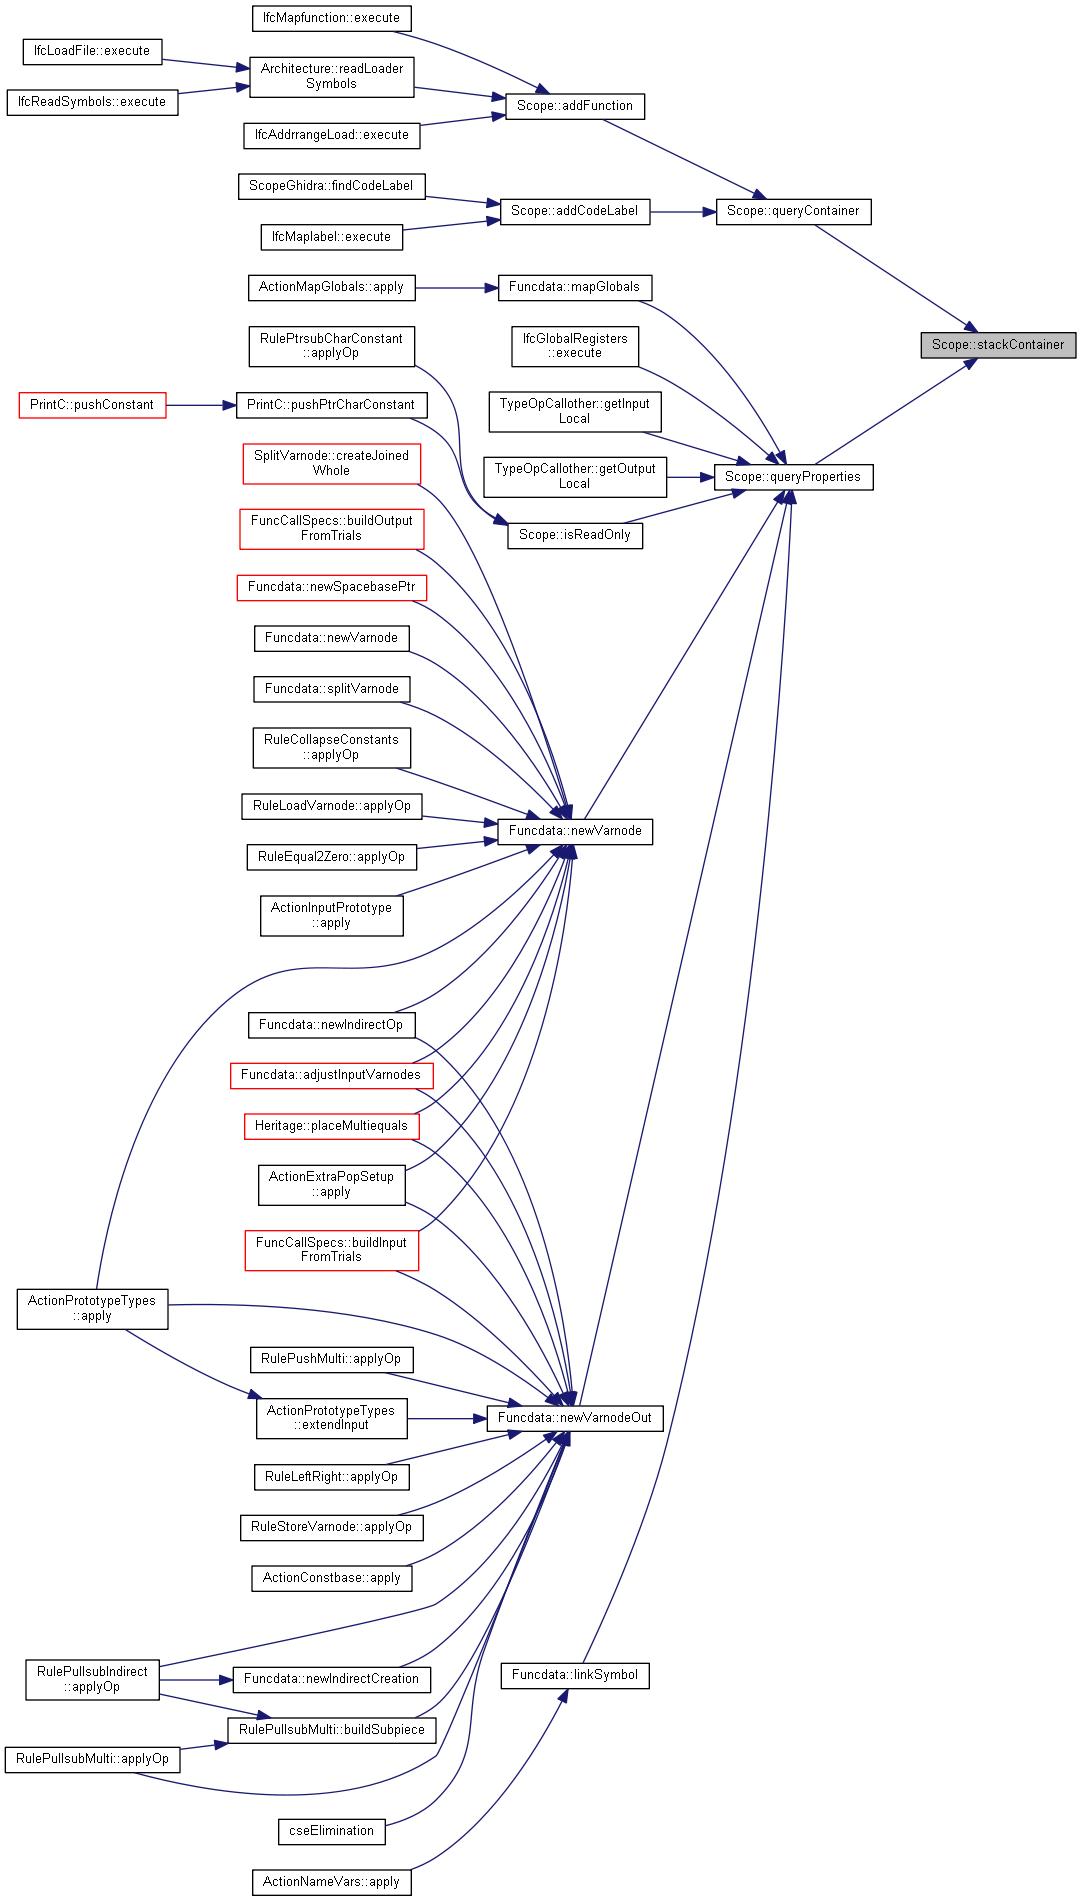 IfcMapfunction::execute
IfcLoadFile::execute
Architecture::readLoader
Symbols
IfcReadSymbols::execute
Scope::addFunction
IfcAddrrangeLoad::execute
ScopeGhidra::findCodeLabel
Scope::addCodeLabel
Scope::queryContainer
IfcMaplabel::execute
ActionMapGlobals::apply
Funcdata::mapGlobals
RulePtrsubCharConstant
::applyOp
IfcGlobalRegisters
::execute
Scope::stackContainer
PrintC::pushConstant
PrintC::pushPtrCharConstant
TypeOpCallother::getInput
Local
SplitVarnode::createJoined
Whole
TypeOpCallother::getOutput
Local
Scope::queryProperties
FuncCallSpecs::buildOutput
FromTrials
Scope::isReadOnly
Funcdata::newSpacebasePtr
Funcdata::newVarnode
Funcdata::splitVarnode
RuleCollapseConstants
::applyOp
RuleLoadVarnode::applyOp
Funcdata::newVarnode
RuleEqual2Zero::applyOp
ActionInputPrototype
::apply
Funcdata::newIndirectOp
Funcdata::adjustInputVarnodes
Heritage::placeMultiequals
ActionExtraPopSetup
::apply
FuncCallSpecs::buildInput
FromTrials
ActionPrototypeTypes
::apply
RulePushMulti::applyOp
ActionPrototypeTypes
::extendInput
Funcdata::newVarnodeOut
RuleLeftRight::applyOp
RuleStoreVarnode::applyOp
ActionConstbase::apply
RulePullsubIndirect
::applyOp
Funcdata::newIndirectCreation
Funcdata::linkSymbol
RulePullsubMulti::buildSubpiece
RulePullsubMulti::applyOp
cseElimination
ActionNameVars::apply